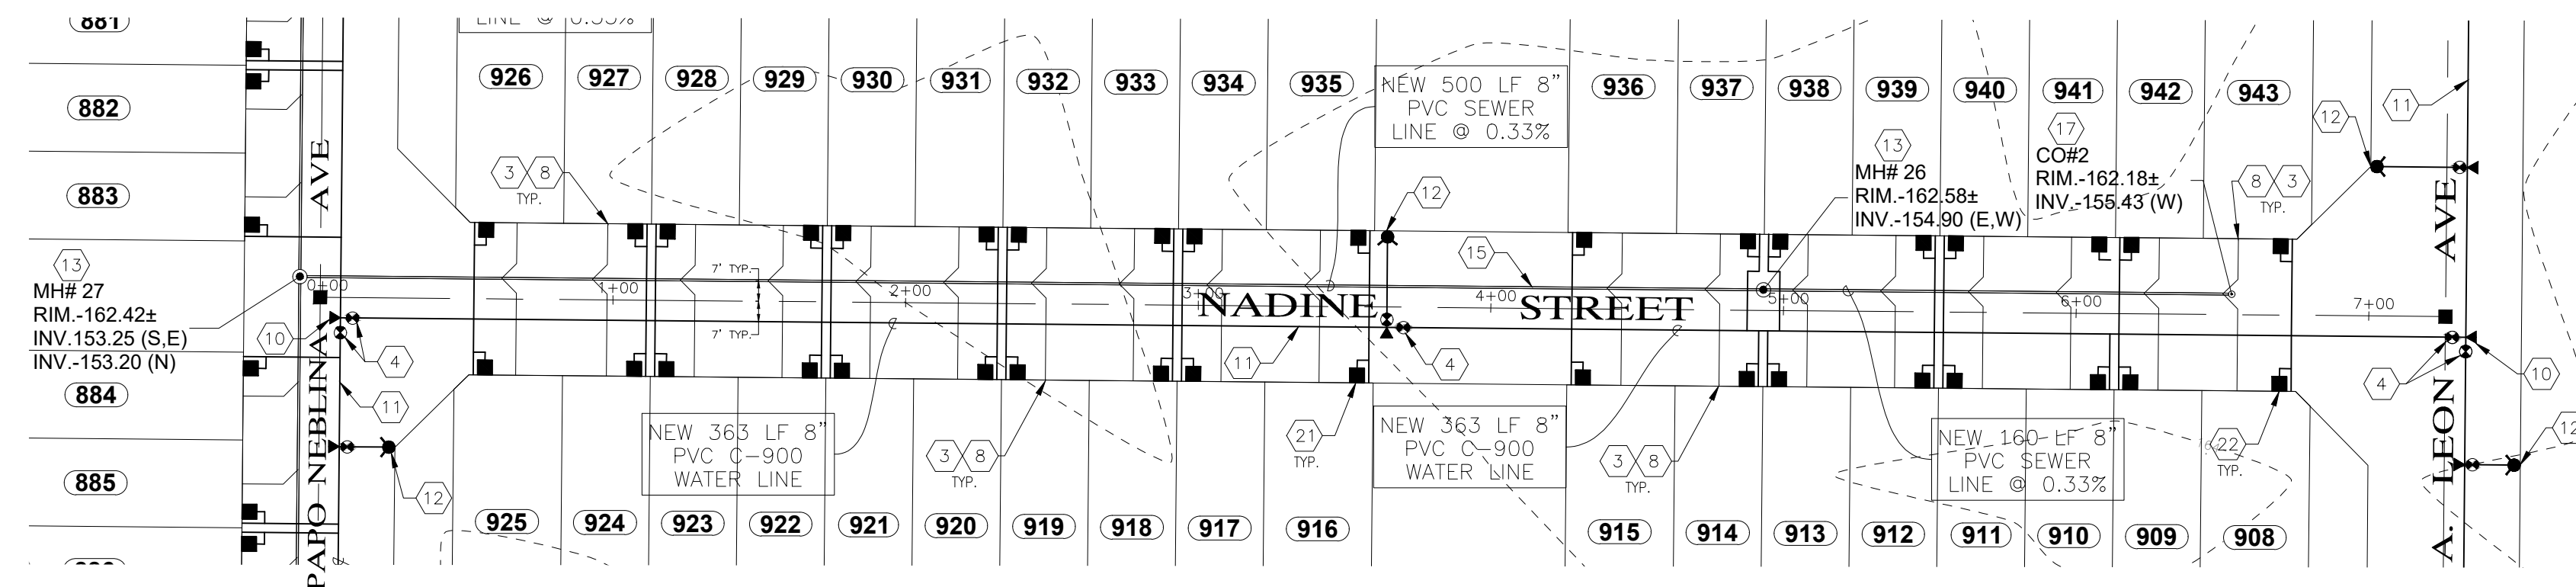 881
LINE @ 0.33%
926
927
928
929
930
931
932
933
934
935
936
937
938
939
940
941
942
943
882
883
884
885
AVE
3
8
TYP.
NEW 500 LF 8"
PVC SEWER
LINE @ 0.33%
12
13
MH# 26
RIM.-162.58±
INV.-154.90 (E,W)
17
CO#2
RIM.-162.18±
INV.-155.43 (W)
8
3
TYP.
12
11
AVE
13
MH# 27
RIM.-162.42±
INV.153.25 (S,E)
INV.-153.20 (N)
10
4
11
12
PAPO NEBLINA
0+00
1+00
2+00
3+00
4+00
5+00
6+00
7+00
7' TYP.
7' TYP.
15
NADINE STREET
11
4
4
10
12
A. LEON
NEW 363 LF 8"
PVC C-900
WATER LINE
3
8
TYP.
21
TYP.
NEW 363 LF 8"
PVC C-900
WATER LINE
3
8
TYP.
NEW 160 LF 8"
PVC SEWER
LINE @ 0.33%
22
TYP.
925
924
923
922
921
920
919
918
917
916
915
914
913
912
911
910
909
908